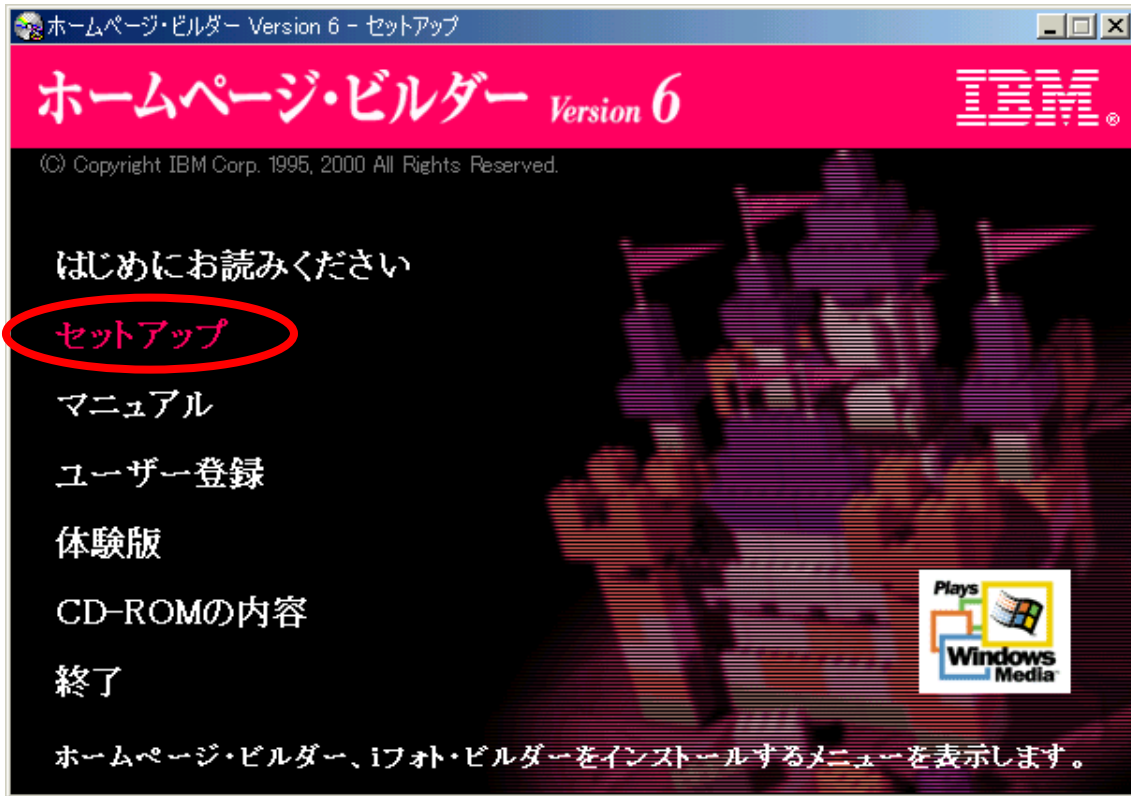 ホームページ・ビルダー Version 6 - セットアップ
ホームページ・ビルダー Version 6 IBM®
(C) Copyright IBM Corp. 1995, 2000 All Rights Reserved.
はじめにお読みください
セットアップ
マニュアル
ユーザー登録
体験版
CD-ROMの内容
終了
Plays
Windows
Media
ホームページ・ビルダー、iフォト・ビルダーをインストールするメニューを表示します。